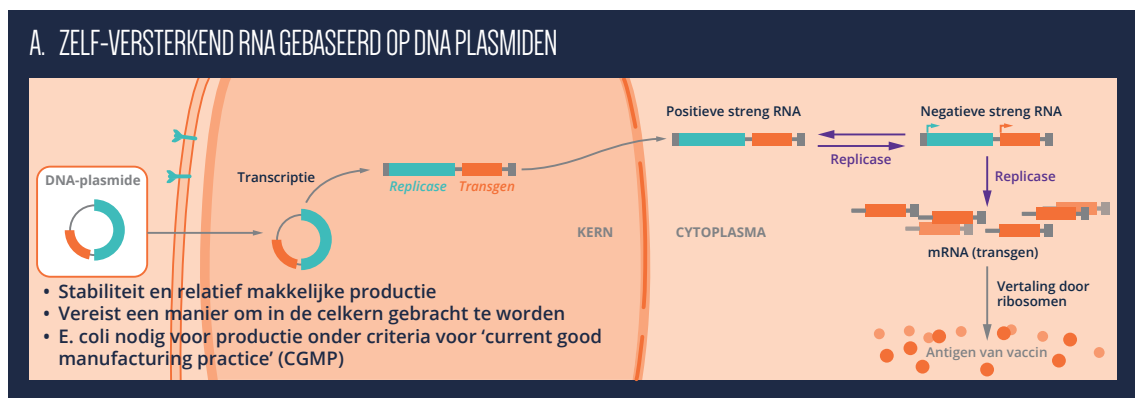 A. ZELF-VERSTERKEND RNA GEBASEERD OP DNA PLASMIDEN
DNA-plasmide
Transcriptie
Replicase Transgen
KERN
CYTOPLASMA
Positieve streng RNA
Negatieve streng RNA
Replicase
Replicase
mRNA (transgen)
Vertaling door
ribosomen
Antigen van vaccin
• Stabiliteit en relatief makkelijke productie
• Vereist een manier om in de celkern gebracht te worden
• E. coli nodig voor productie onder criteria voor ‘current good
manufacturing practice’ (CGMP)